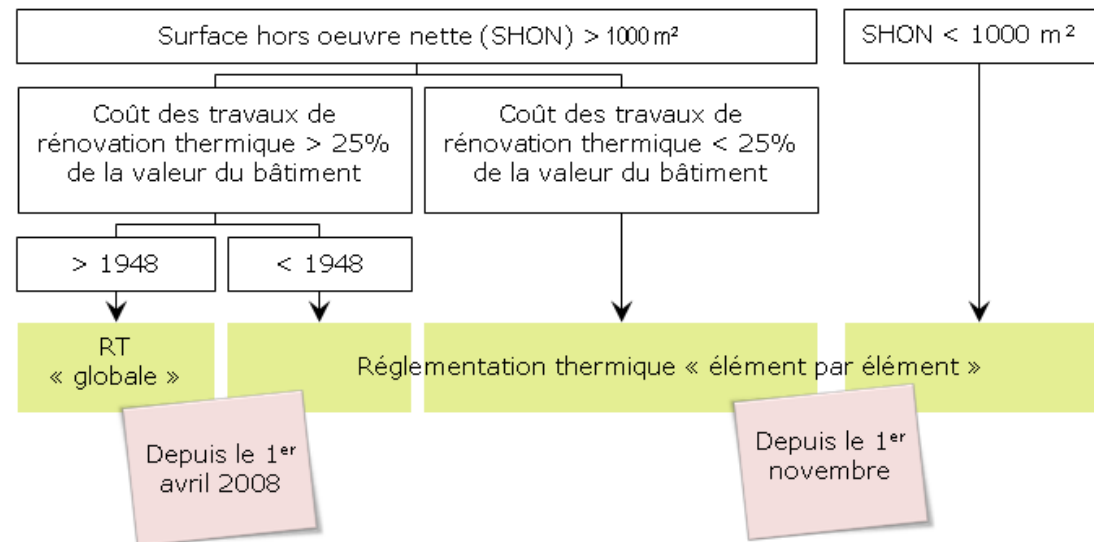 Surface hors oeuvre nette (SHON) > 1000 m²
SHON < 1000 m²
Coût des travaux de
rénovation thermique > 25%
de la valeur du bâtiment
Coût des travaux de
rénovation thermique < 25%
de la valeur du bâtiment
> 1948
< 1948
RT
« globale »
Réglementation thermique « élément par élément »
Depuis le 1er
avril 2008
Depuis le 1er
novembre